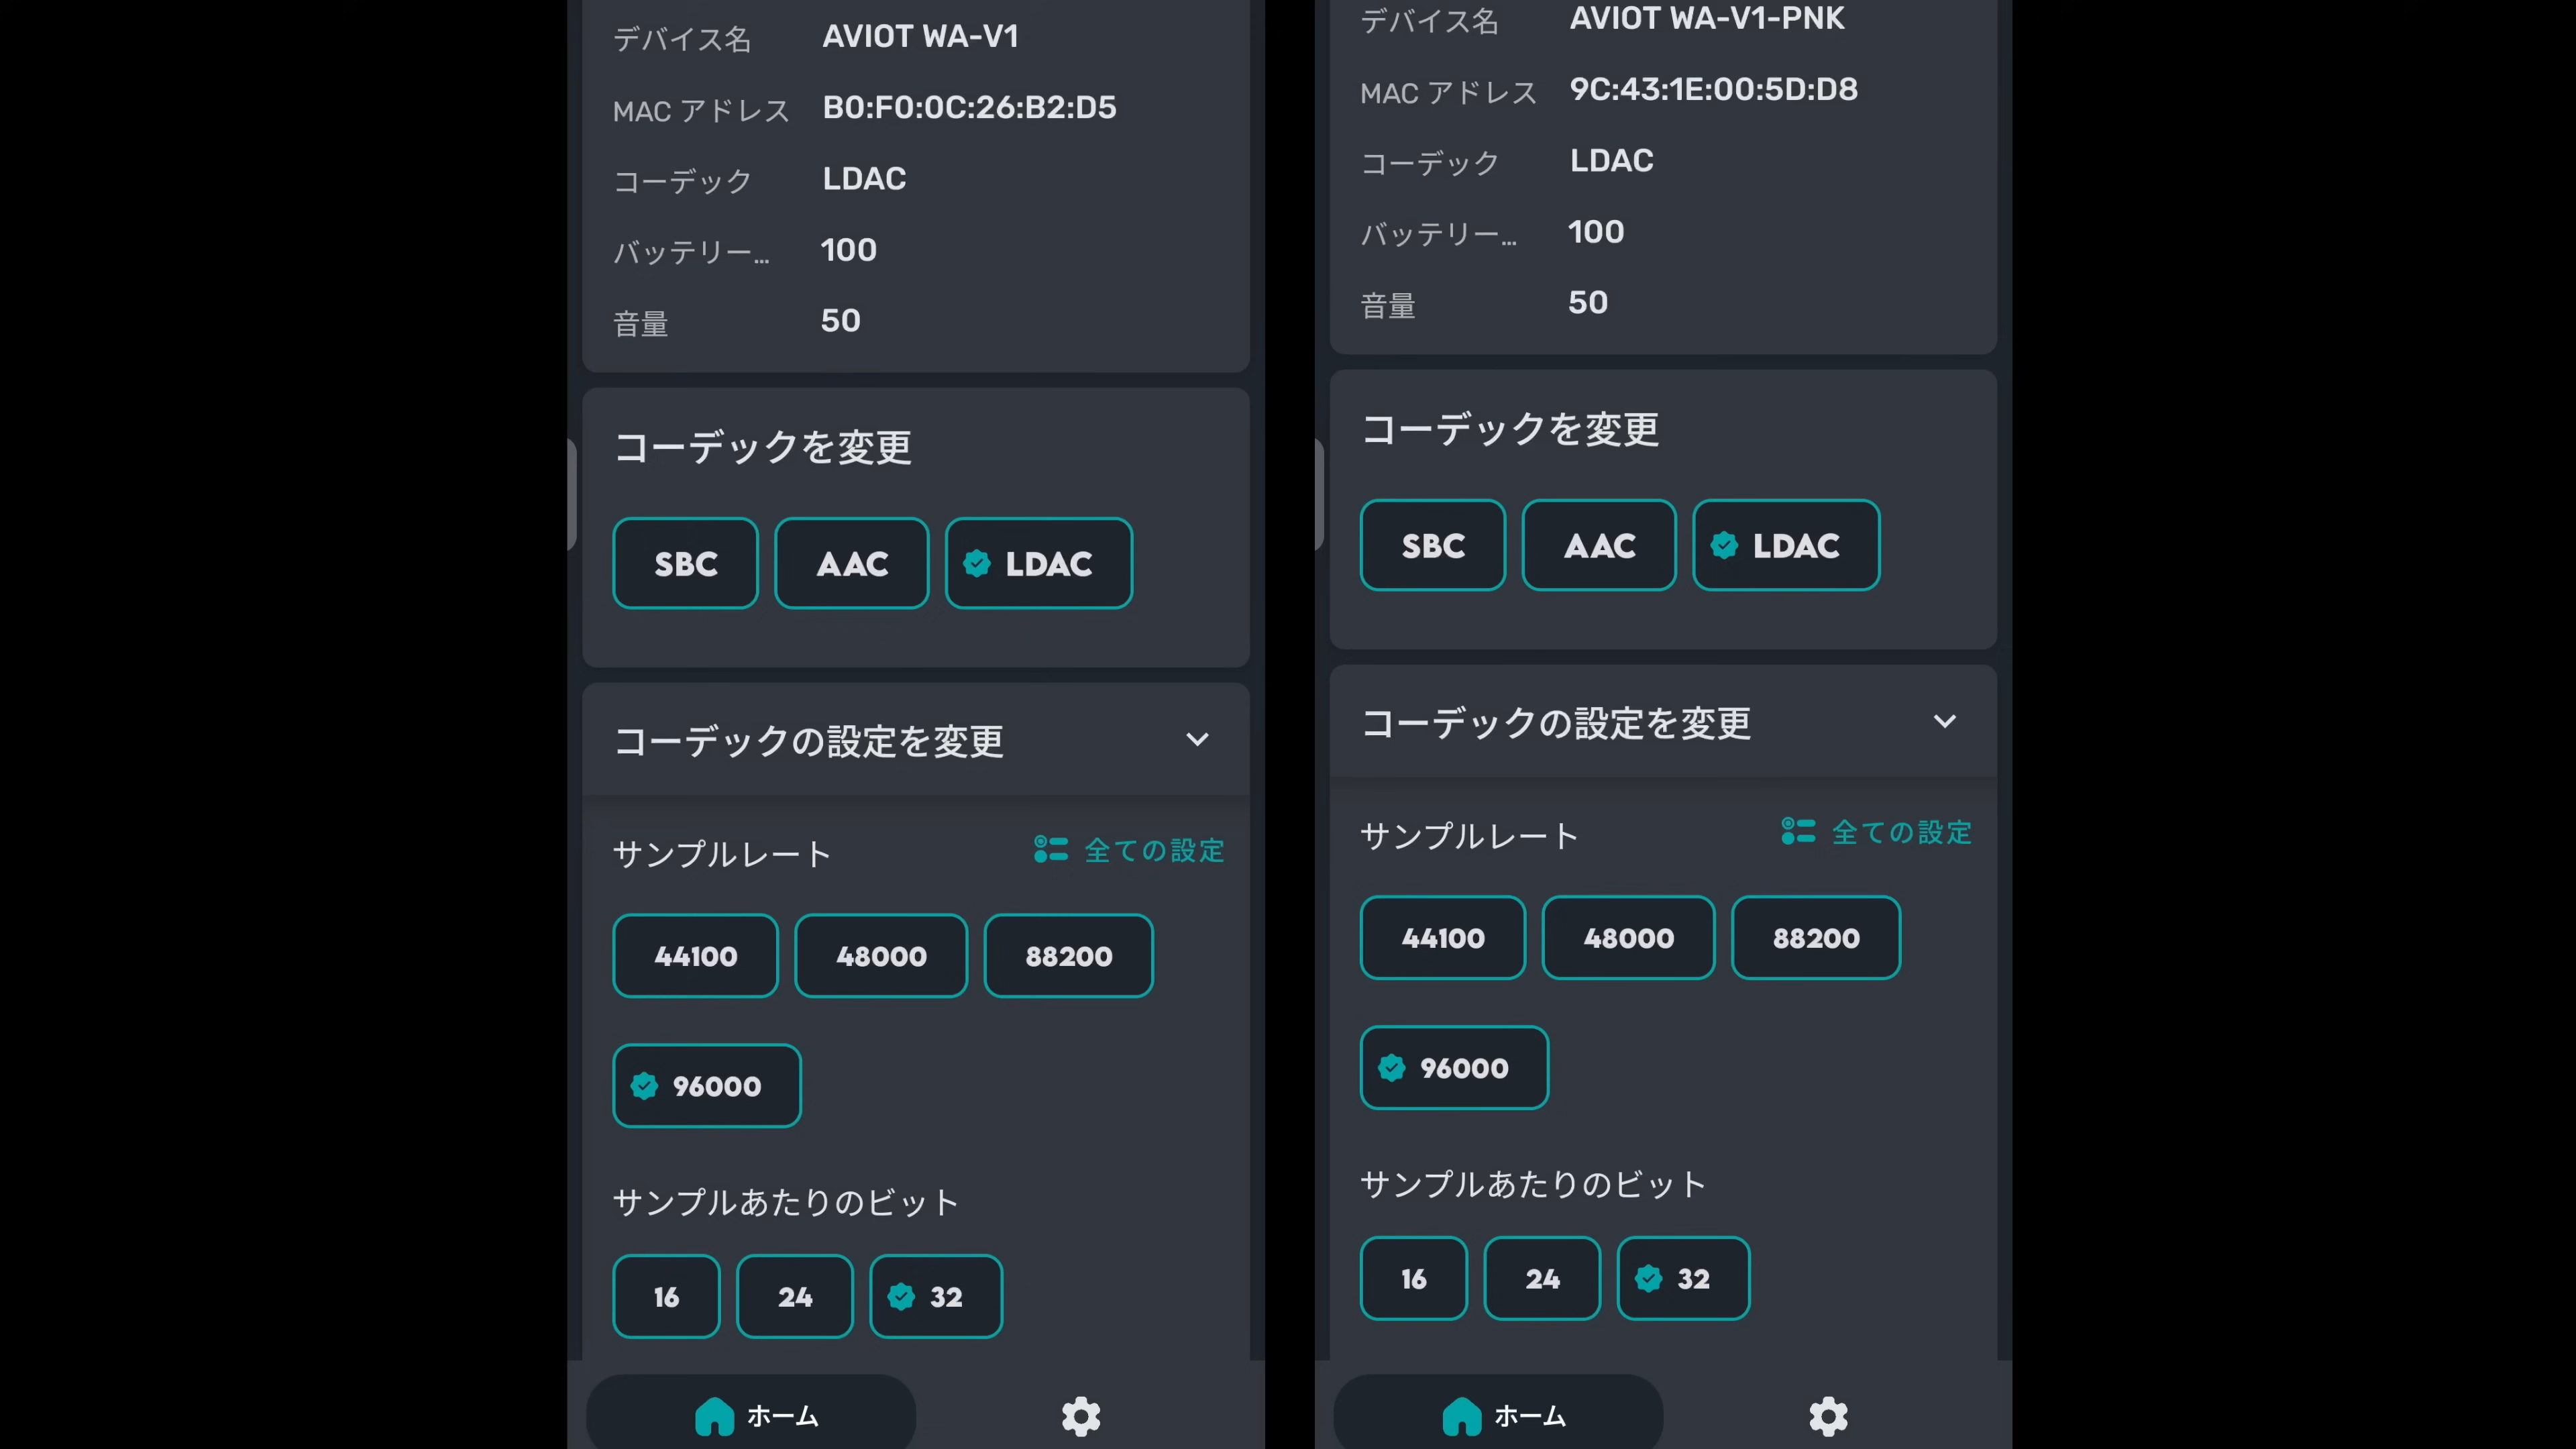 デバイス名 AVIOT WA-V1
MAC アドレス B0:F0:0C:26:B2:D5
コーデック LDAC
バッテリー... 100
音量 50
コーデックを変更
SBC AAC LDAC
コーデックの設定を変更
サンプルレート 全ての設定
44100 48000 88200
96000
サンプルあたりのビット
16 24 32
ホーム
デバイス名 AVIOT WA-V1-PNK
MAC アドレス 9C:43:1E:00:5D:D8
コーデック LDAC
バッテリー... 100
音量 50
コーデックを変更
SBC AAC LDAC
コーデックの設定を変更
サンプルレート 全ての設定
44100 48000 88200
96000
サンプルあたりのビット
16 24 32
ホーム